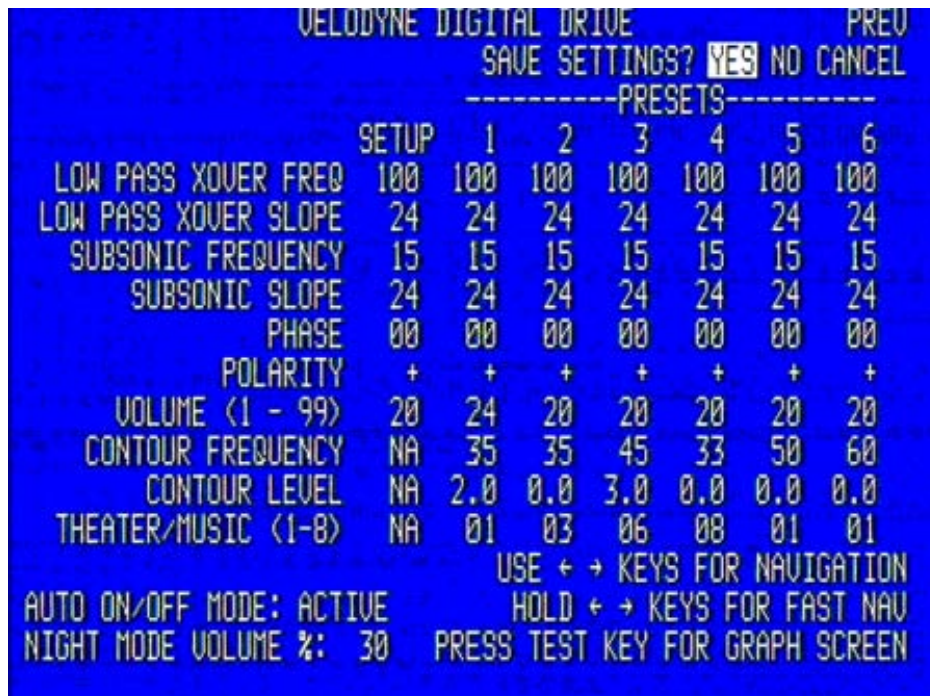 VELODYNE DIGITAL DRIVE PREV
SAVE SETTINGS? YES NO CANCEL
----------PRESETS----------
SETUP 1 2 3 4 5 6
LOW PASS XOVER FREQ 100 100 100 100 100 100 100
LOW PASS XOVER SLOPE 24 24 24 24 24 24 24
SUBSONIC FREQUENCY 15 15 15 15 15 15 15
SUBSONIC SLOPE 24 24 24 24 24 24 24
PHASE 00 00 00 00 00 00 00
POLARITY + + + + + + +
VOLUME (1 - 99) 20 24 20 20 20 20 20
CONTOUR FREQUENCY NA 35 35 45 33 50 60
CONTOUR LEVEL NA 2.0 0.0 3.0 0.0 0.0 0.0
THEATER/MUSIC (1-8) NA 01 03 06 08 01 01
USE ← → KEYS FOR NAVIGATION
AUTO ON/OFF MODE: ACTIVE HOLD ← → KEYS FOR FAST NAV
NIGHT MODE VOLUME %: 30 PRESS TEST KEY FOR GRAPH SCREEN